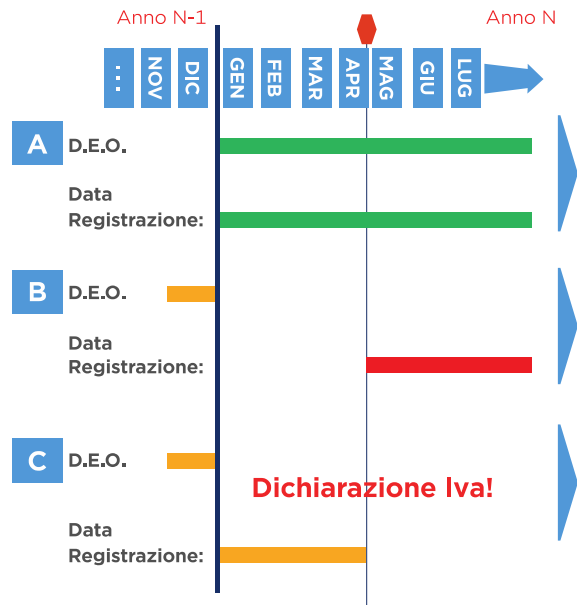 Anno N-1
Anno N
...
NOV
DIC
GEN
FEB
MAR
APR
MAG
GIU
LUG
A
D.E.O.
Data
Registrazione:
B
D.E.O.
Data
Registrazione:
C
D.E.O.
Dichiarazione Iva!
Data
Registrazione: